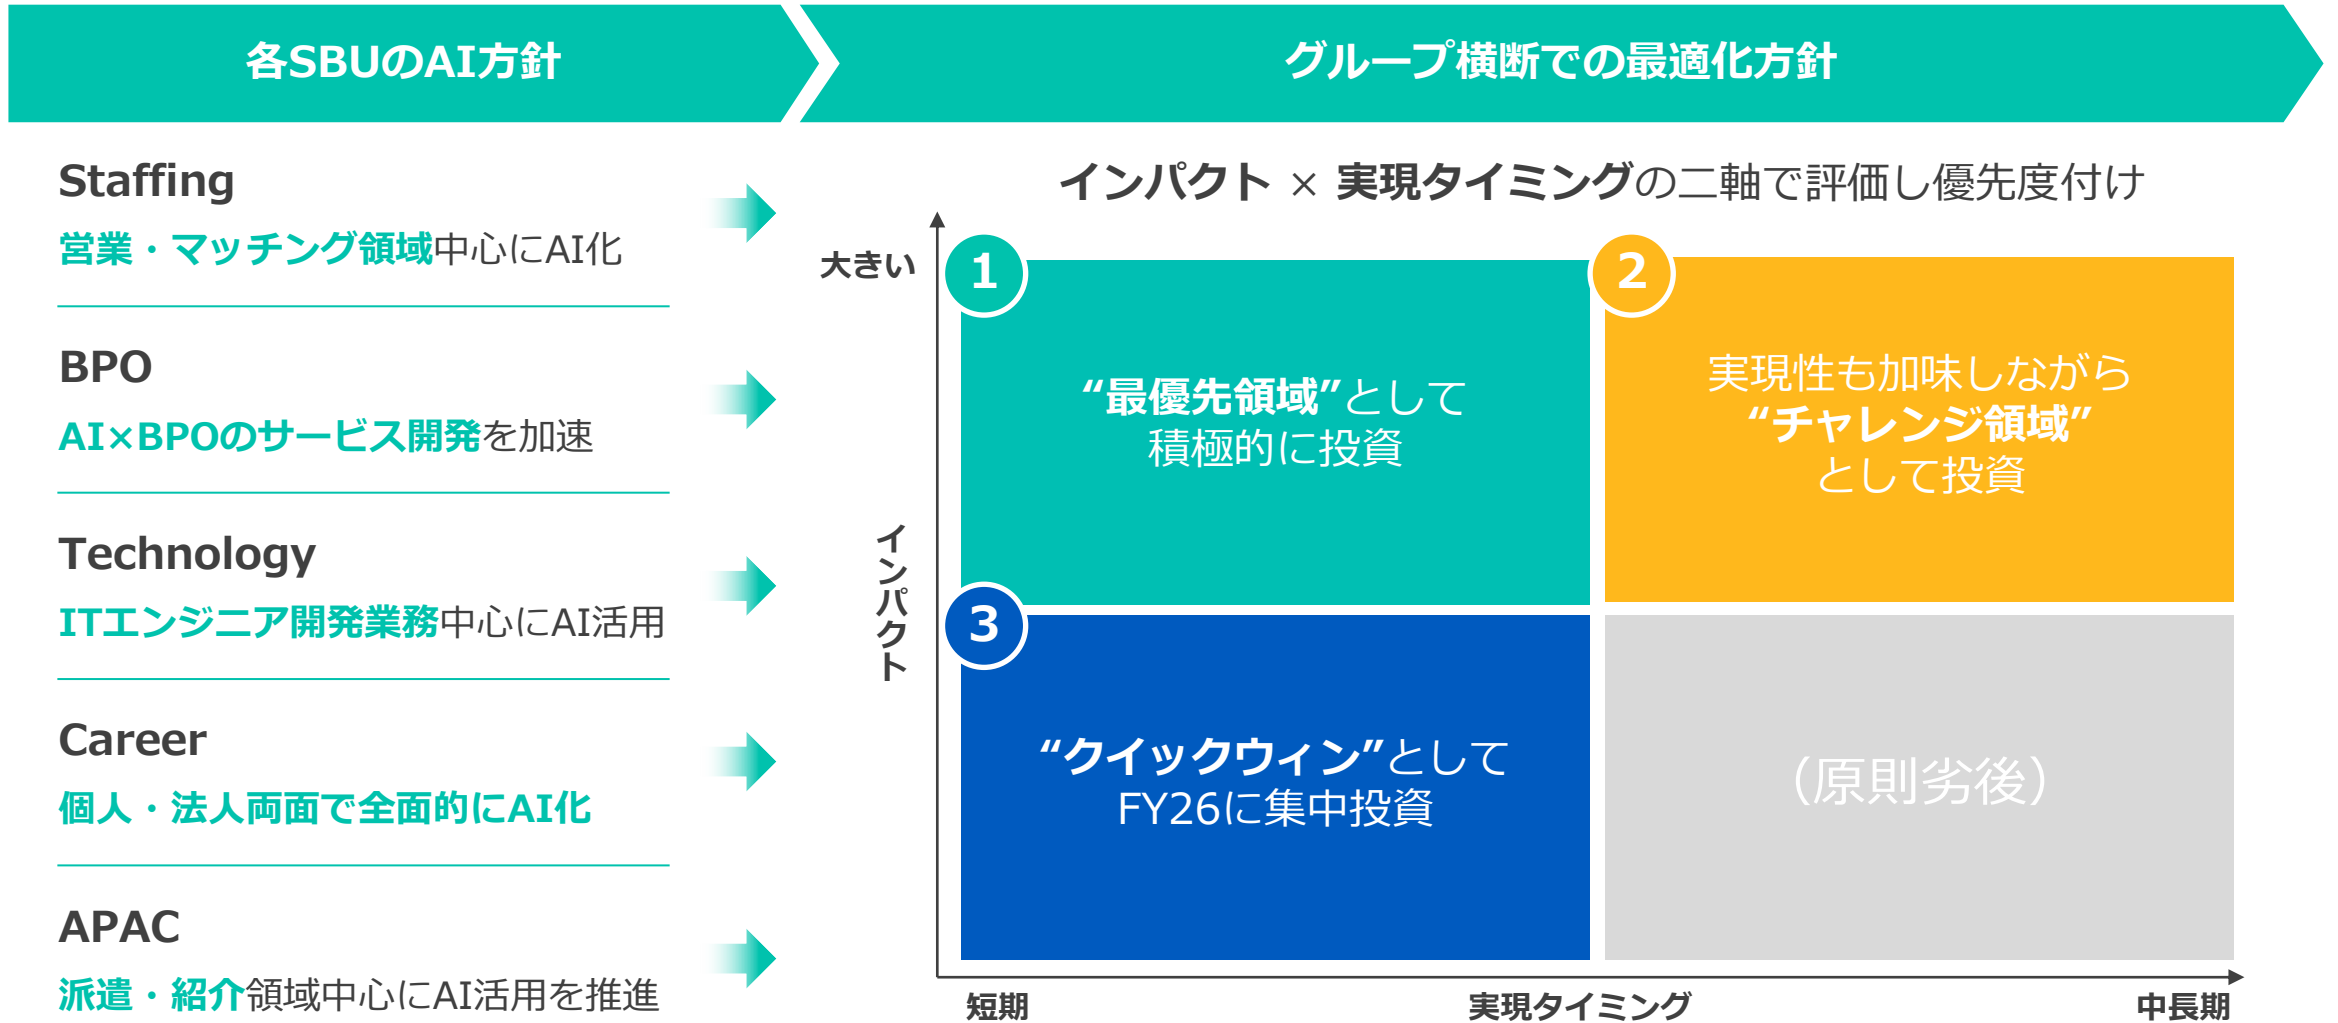 各SBUのAI方針
グループ横断での最適化方針
Staffing
営業・マッチング領域中心にAI化
BPO
AI×BPOのサービス開発を加速
Technology
ITエンジニア開発業務中心にAI活用
Career
個人・法人両面で全面的にAI化
APAC
派遣・紹介領域中心にAI活用を推進
インパクト × 実現タイミングの二軸で評価し優先度付け
大きい
インパクト
1
“最優先領域”として
積極的に投資
2
実現性も加味しながら
“チャレンジ領域”
として投資
3
“クイックウィン”として
FY26に集中投資
（原則劣後）
短期
実現タイミング
中長期